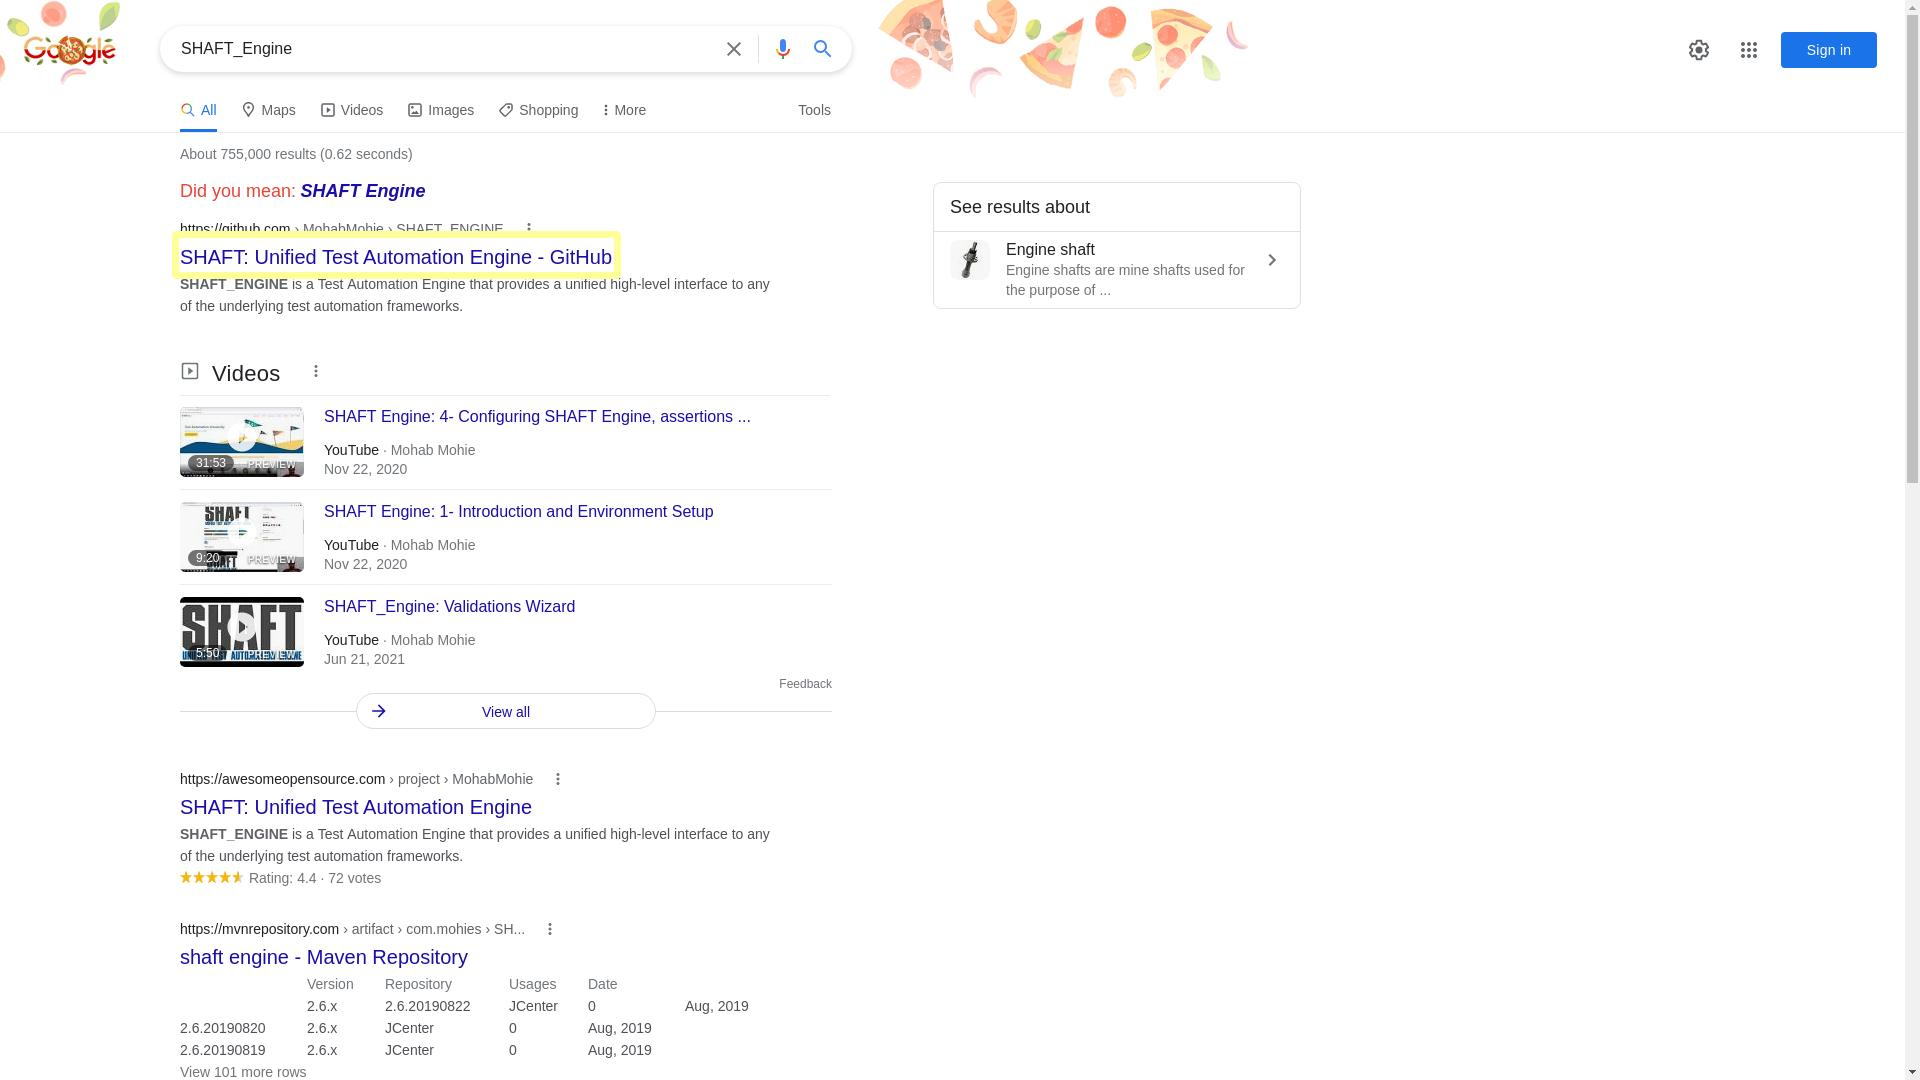 Google
SHAFT_Engine
Sign in
All Maps Videos Images Shopping More Tools
About 755,000 results (0.62 seconds)
Did you mean: SHAFT Engine
https://github.com › MohabMohie › SHAFT_ENGINE
SHAFT: Unified Test Automation Engine - GitHub
SHAFT_ENGINE is a Test Automation Engine that provides a unified high-level interface to any
of the underlying test automation frameworks.
See results about
Engine shaft
Engine shafts are mine shafts used for
the purpose of ...
Videos
SHAFT Engine: 4- Configuring SHAFT Engine, assertions ...
31:53 PREVIEW
YouTube · Mohab Mohie
Nov 22, 2020
SHAFT Engine: 1- Introduction and Environment Setup
SHAFT
9:20 PREVIEW
YouTube · Mohab Mohie
Nov 22, 2020
SHAFT_Engine: Validations Wizard
SHAFT
5:50 PREVIEW
UNIFIED TEST AUTOMATION ENGINE
YouTube · Mohab Mohie
Jun 21, 2021
Feedback
View all
https://awesomeopensource.com › project › MohabMohie
SHAFT: Unified Test Automation Engine
SHAFT_ENGINE is a Test Automation Engine that provides a unified high-level interface to any
of the underlying test automation frameworks.
Rating: 4.4 · 72 votes
https://mvnrepository.com › artifact › com.mohies › SH...
shaft engine - Maven Repository
Version Repository Usages Date
2.6.x 2.6.20190822 JCenter 0 Aug, 2019
2.6.20190820 2.6.x JCenter 0 Aug, 2019
2.6.20190819 2.6.x JCenter 0 Aug, 2019
View 101 more rows